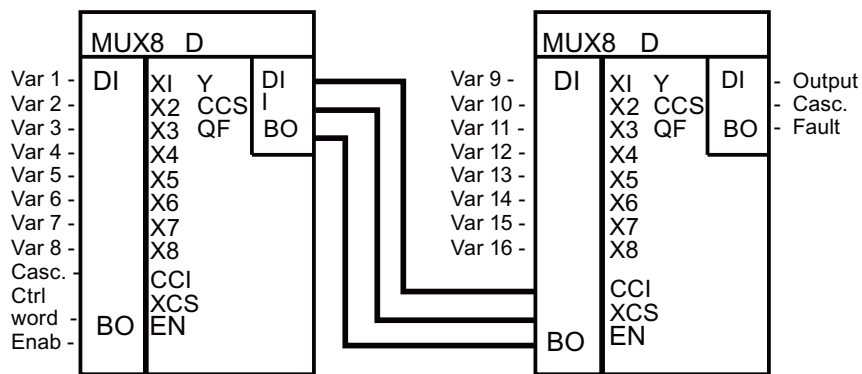 MUX8 D
Var 1 - DI XI Y DI
Var 2 - X2 CCS I
Var 3 - X3 QF BO
Var 4 - X4
Var 5 - X5
Var 6 - X6
Var 7 - X7
Var 8 - X8
Casc. - CCI
Ctrl XCS
word - BO EN
Enab -
MUX8 D
Var 9 - DI XI Y DI - Output
Var 10 - X2 CCS - Casc.
Var 11 - X3 QF BO - Fault
Var 12 - X4
Var 13 - X5
Var 14 - X6
Var 15 - X7
Var 16 - X8
CCI
XCS
BO EN